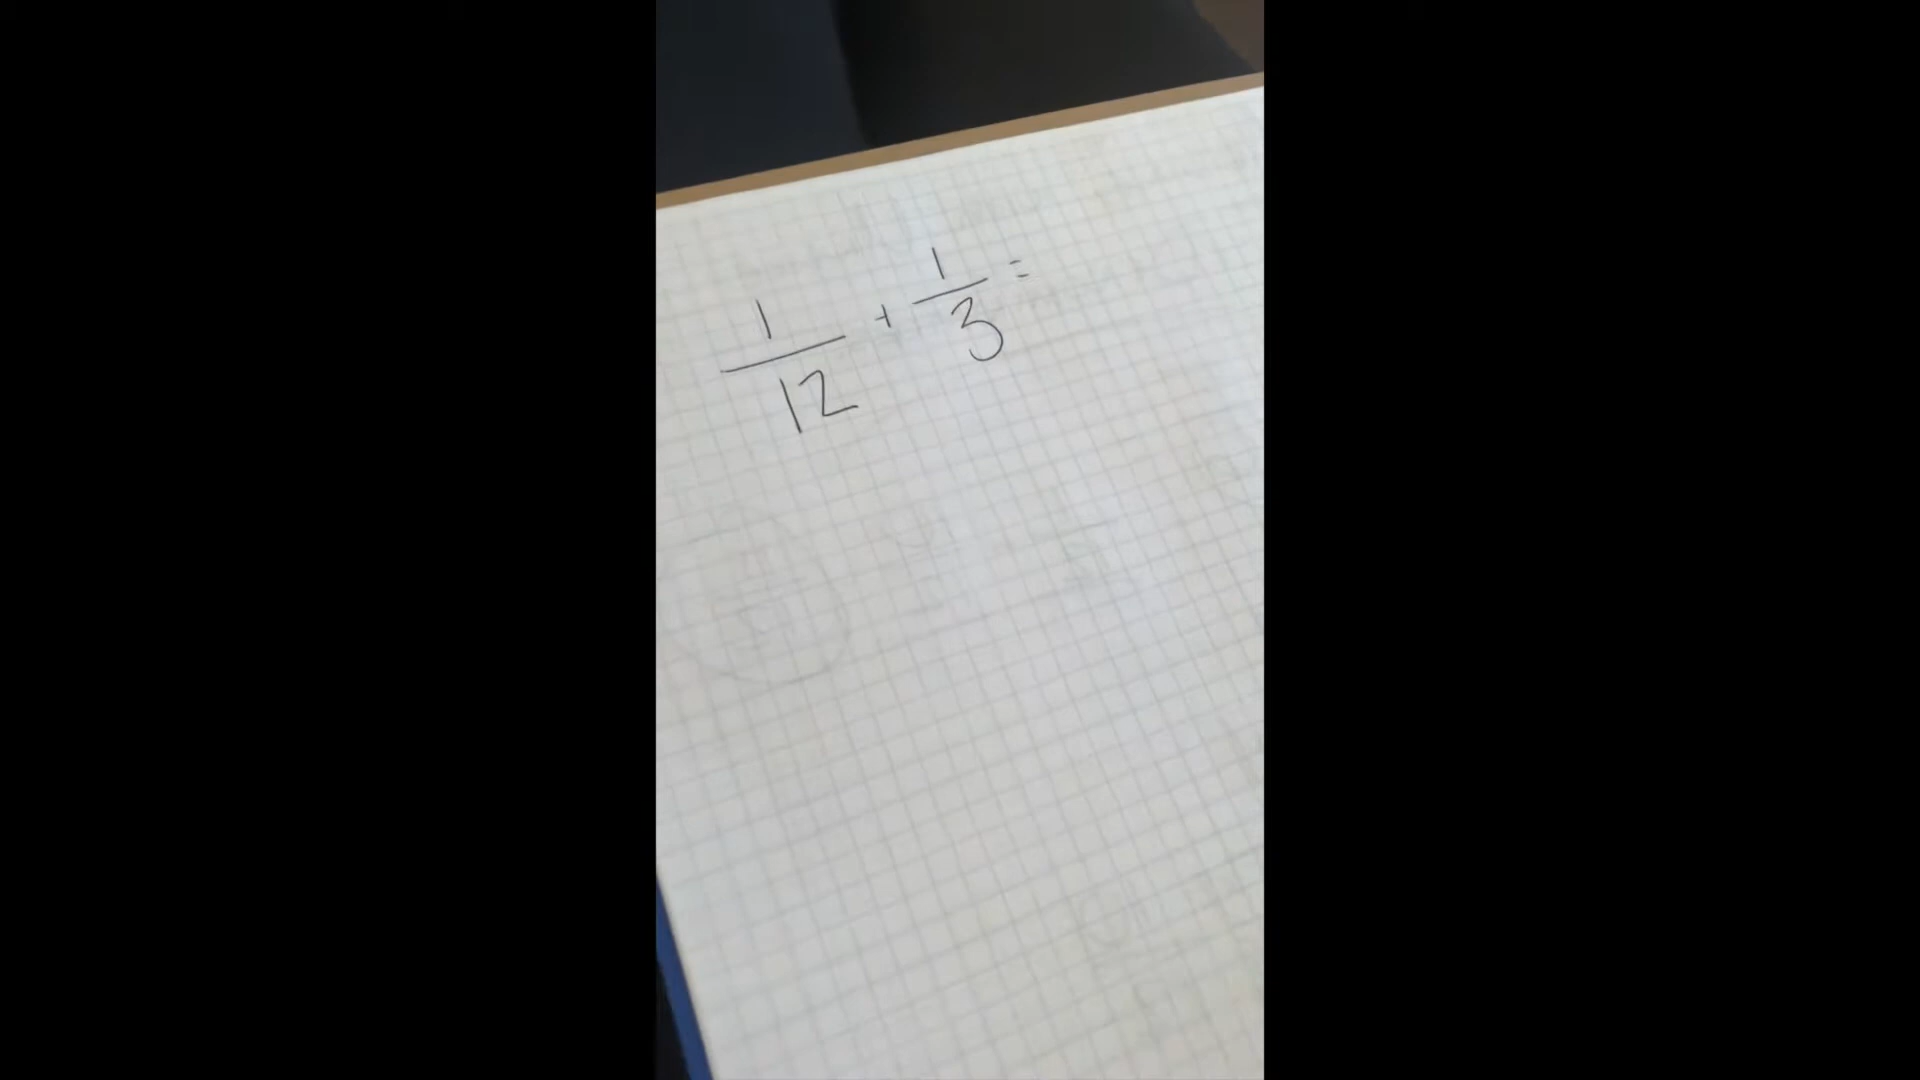 1/12 + 1/3 =